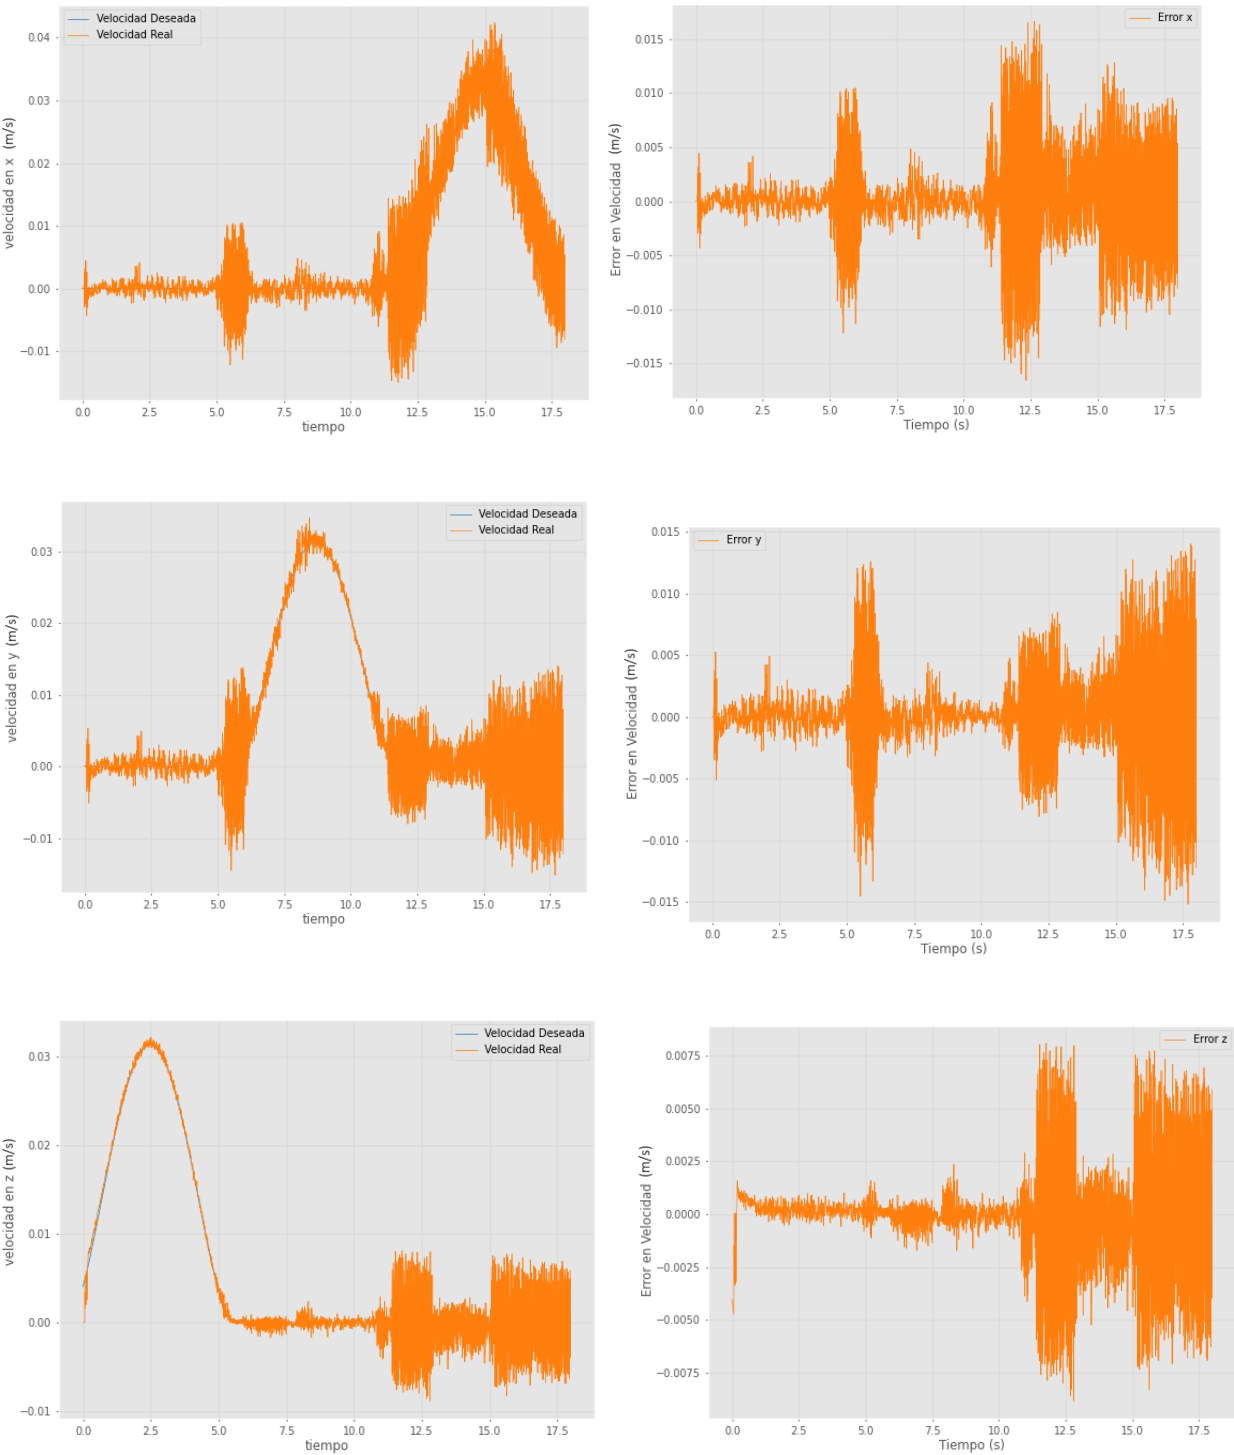 Velocidad Deseada
Velocidad Real
0.04
0.03
0.02
0.01
0.00
−0.01
velocidad en x (m/s)
0.0 2.5 5.0 7.5 10.0 12.5 15.0 17.5
tiempo
Error x
0.015
0.010
0.005
0.000
−0.005
−0.010
−0.015
Error en Velocidad (m/s)
0.0 2.5 5.0 7.5 10.0 12.5 15.0 17.5
Tiempo (s)
Velocidad Deseada
Velocidad Real
0.03
0.02
0.01
0.00
−0.01
velocidad en y (m/s)
0.0 2.5 5.0 7.5 10.0 12.5 15.0 17.5
tiempo
Error y
0.015
0.010
0.005
0.000
−0.005
−0.010
−0.015
Error en Velocidad (m/s)
0.0 2.5 5.0 7.5 10.0 12.5 15.0 17.5
Tiempo (s)
Velocidad Deseada
Velocidad Real
0.03
0.02
0.01
0.00
−0.01
velocidad en z (m/s)
0.0 2.5 5.0 7.5 10.0 12.5 15.0 17.5
tiempo
Error z
0.0075
0.0050
0.0025
0.0000
−0.0025
−0.0050
−0.0075
Error en Velocidad (m/s)
0.0 2.5 5.0 7.5 10.0 12.5 15.0 17.5
Tiempo (s)